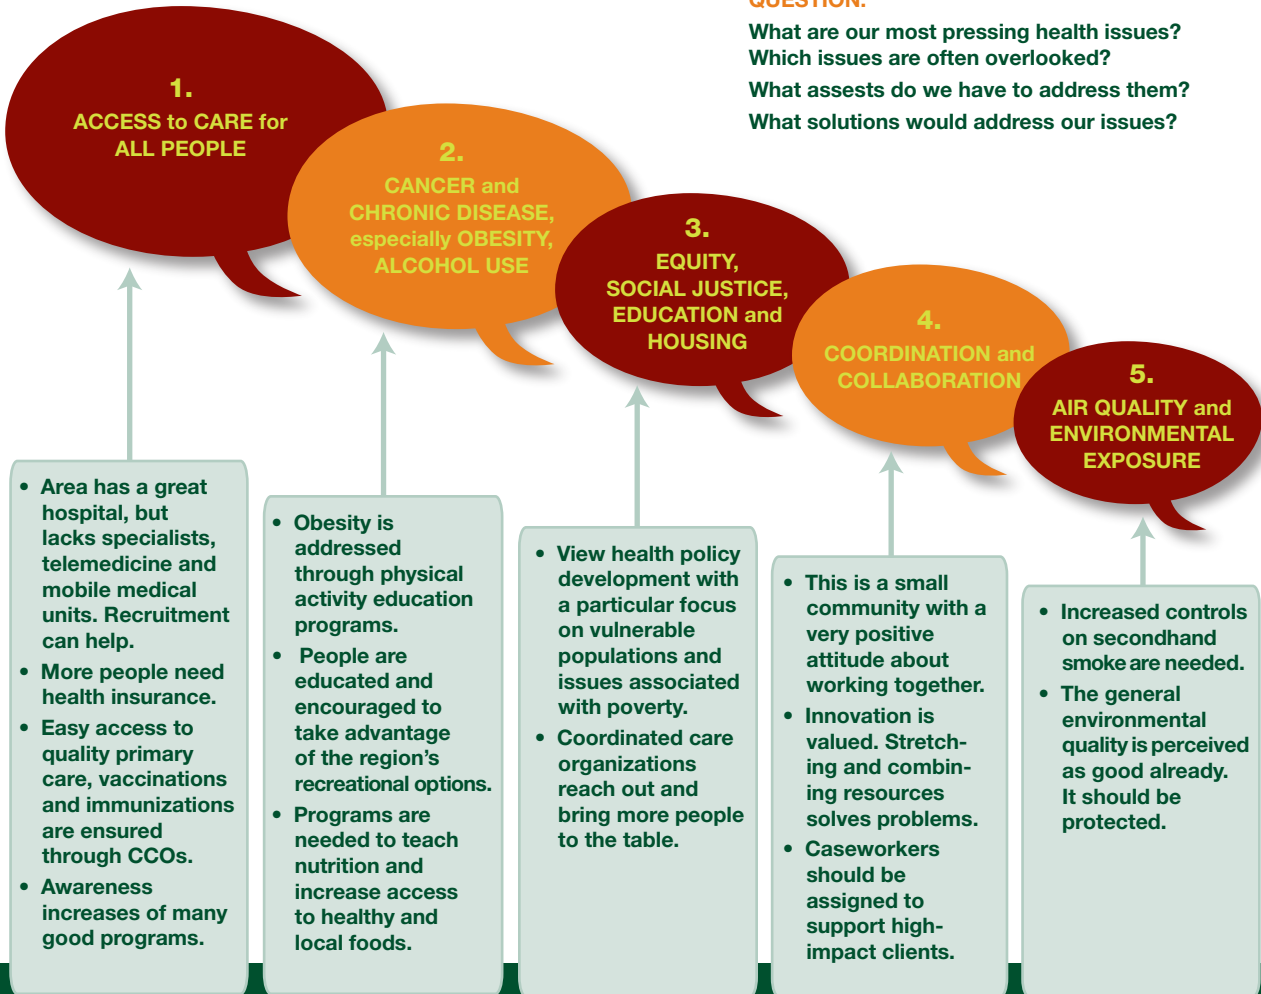 QUESTION:
What are our most pressing health issues?
Which issues are often overlooked?
What assests do we have to address them?
What solutions would address our issues?
1.
ACCESS to CARE for
ALL PEOPLE
2.
CANCER and
CHRONIC DISEASE,
especially OBESITY,
ALCOHOL USE
3.
EQUITY,
SOCIAL JUSTICE,
EDUCATION and
HOUSING
4.
COORDINATION and
COLLABORATION
5.
AIR QUALITY and
ENVIRONMENTAL
EXPOSURE
• Area has a great
hospital, but
lacks specialists,
telemedicine and
mobile medical
units. Recruitment
can help.
• More people need
health insurance.
• Easy access to
quality primary
care, vaccinations
and immunizations
are ensured
through CCOs.
• Awareness
increases of many
good programs.
• Obesity is
addressed
through physical
activity education
programs.
• People are
educated and
encouraged to
take advantage
of the region's
recreational options.
• Programs are
needed to teach
nutrition and
increase access
to healthy and
local foods.
• View health policy
development with
a particular focus
on vulnerable
populations and
issues associated
with poverty.
• Coordinated care
organizations
reach out and
bring more people
to the table.
• This is a small
community with a
very positive
attitude about
working together.
• Innovation is
valued. Stretch-
ing and combin-
ing resources
solves problems.
• Caseworkers
should be
assigned to
support high-
impact clients.
• Increased controls
on secondhand
smoke are needed.
• The general
environmental
quality is perceived
as good already.
It should be
protected.